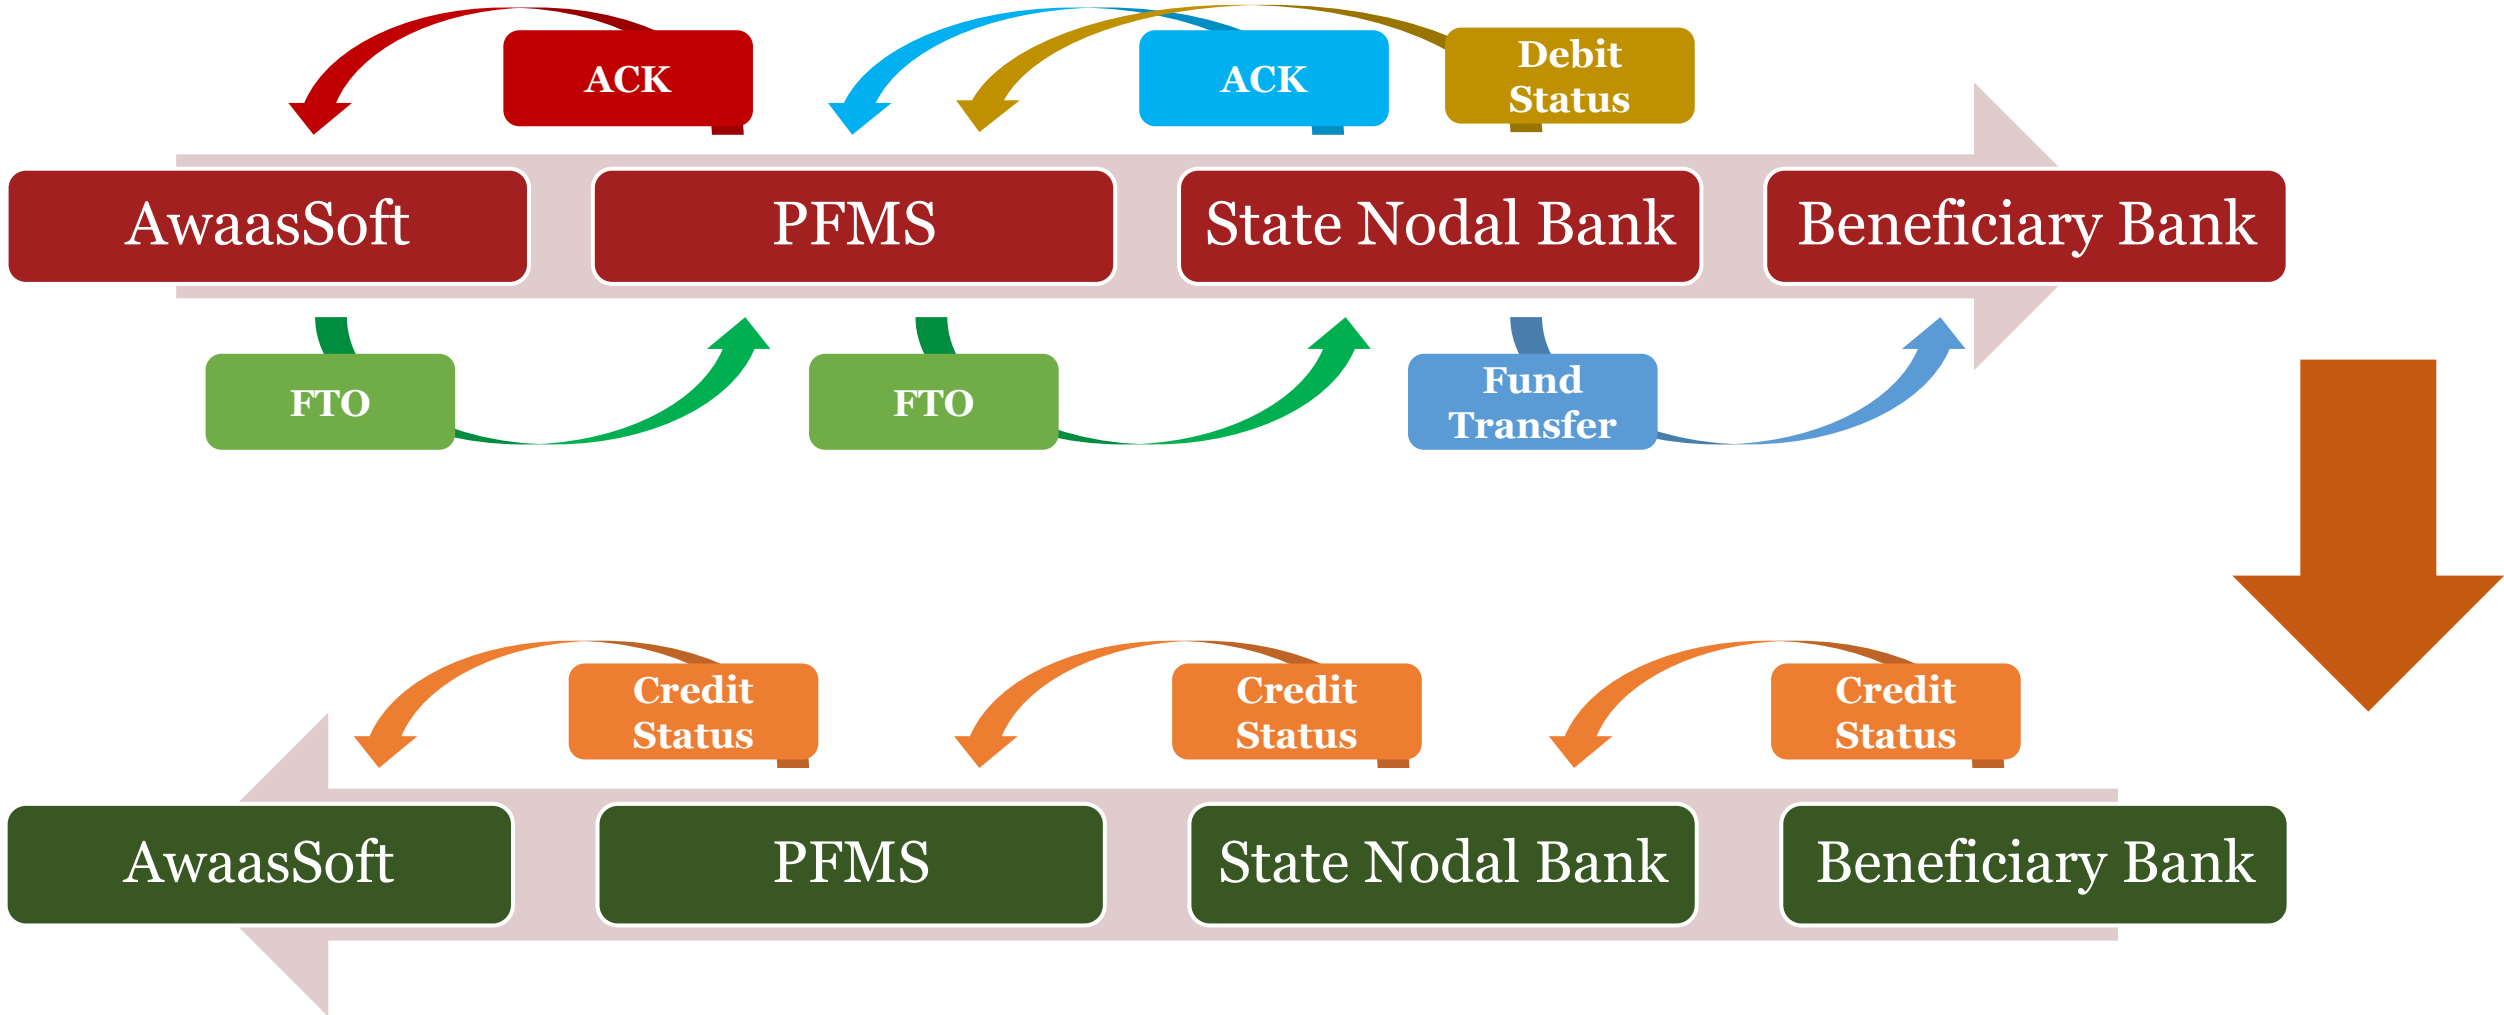 ACK
ACK
Debit
Status
AwaasSoft
PFMS
State Nodal Bank
Beneficiary Bank
FTO
FTO
Fund
Transfer
Credit
Status
Credit
Status
Credit
Status
AwaasSoft
PFMS
State Nodal Bank
Beneficiary Bank